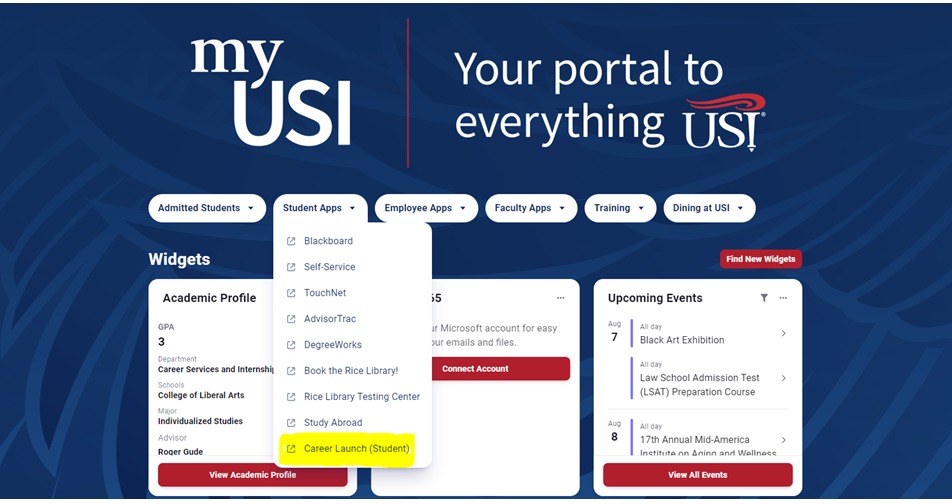 my
USI
Your portal to
everything USI®
Admitted Students
Student Apps
Employee Apps
Faculty Apps
Training
Dining at USI
Blackboard
Self-Service
TouchNet
AdvisorTrac
DegreeWorks
Book the Rice Library!
Rice Library Testing Center
Study Abroad
Career Launch (Student)
Widgets
Find New Widgets
Academic Profile
GPA
3
Department
Career Services and Internship
Schools
College of Liberal Arts
Major
Individualized Studies
Advisor
Roger Gude
View Academic Profile
65
ur Microsoft account for easy
our emails and files.
Connect Account
Upcoming Events
Aug
7
All day
Black Art Exhibition
All day
Law School Admission Test
(LSAT) Preparation Course
Aug
8
All day
17th Annual Mid-America
Institute on Aging and Wellness
View All Events